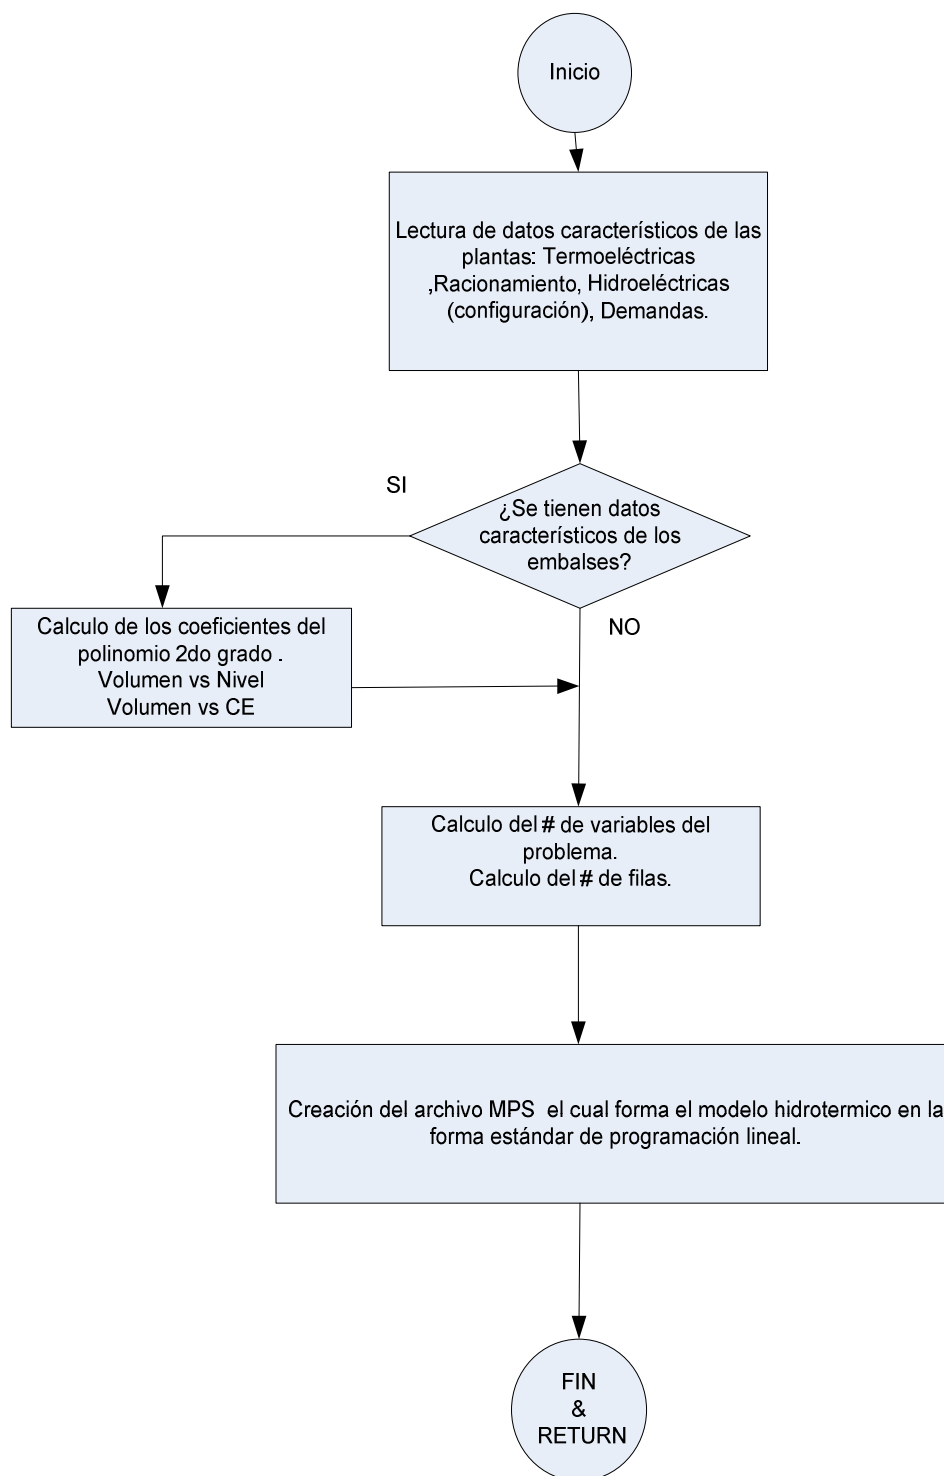 Inicio
Lectura de datos característicos de las
plantas: Termoeléctricas
,Racionamiento, Hidroeléctricas
(configuración), Demandas.
SI
¿Se tienen datos
característicos de los
embalses?
NO
Calculo de los coeficientes del
polinomio 2do grado .
Volumen vs Nivel
Volumen vs CE
Calculo del # de variables del
problema.
Calculo del # de filas.
Creación del archivo MPS el cual forma el modelo hidrotermico en la
forma estándar de programación lineal.
FIN
&
RETURN